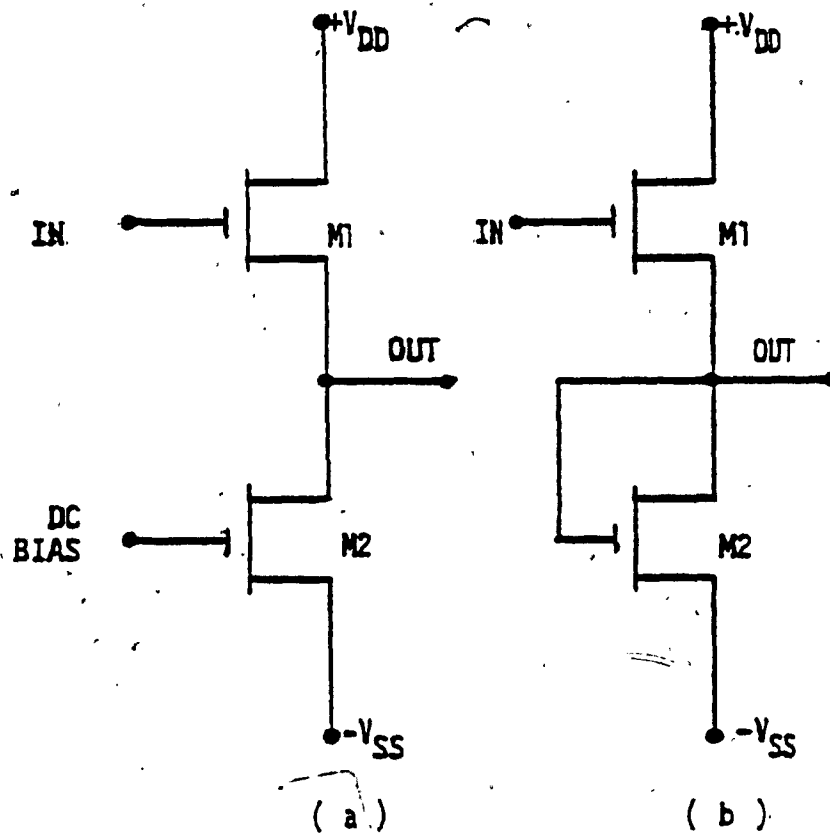 +VDD
IN
M1
OUT
DC
BIAS
M2
-VSS
( a )
+VDD
IN
M1
OUT
M2
-VSS
( b )